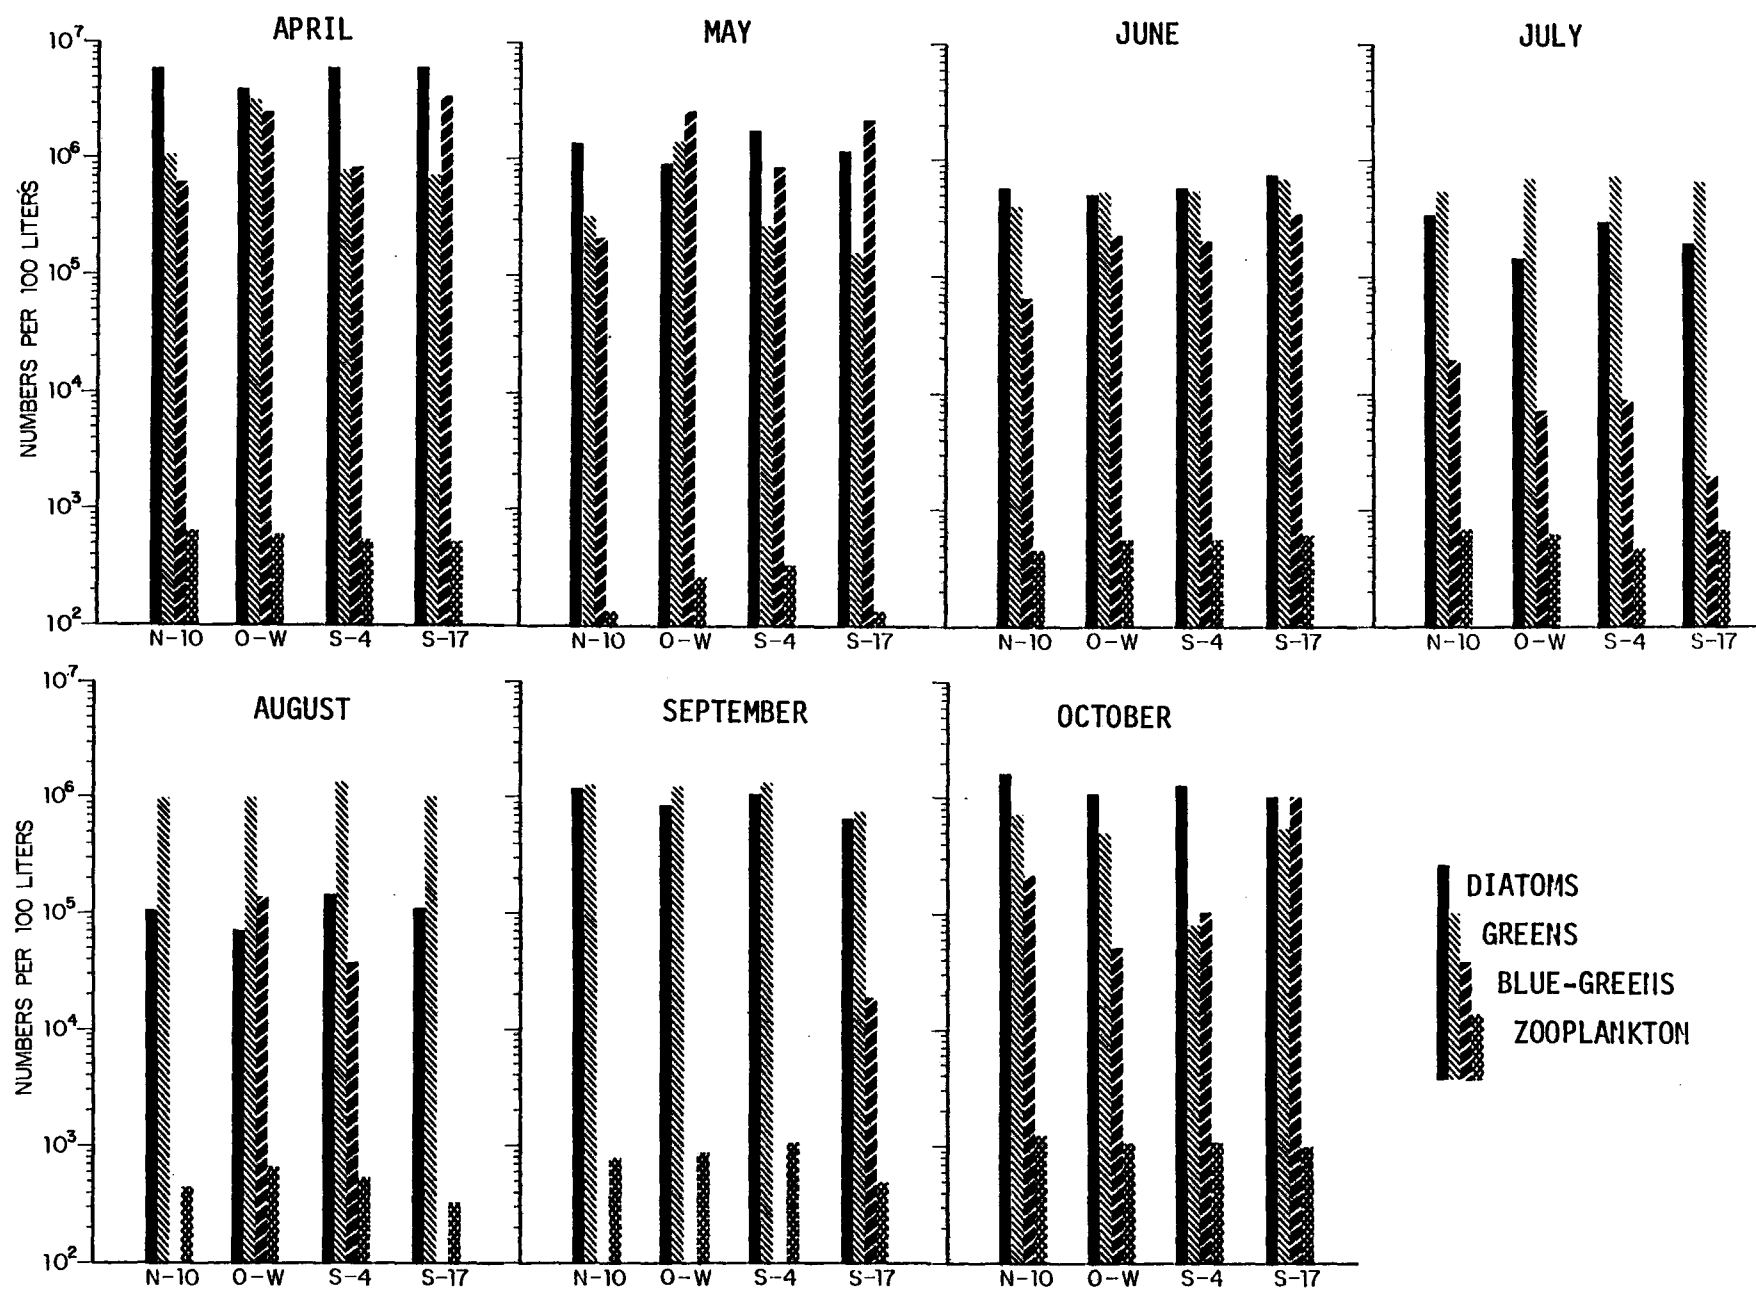 APRIL MAY JUNE JULY
NUMBERS PER 100 LITERS
10⁷
10⁶
10⁵
10⁴
10³
10²
N-10 O-W S-4 S-17 N-10 O-W S-4 S-17 N-10 O-W S-4 S-17 N-10 O-W S-4 S-17
AUGUST SEPTEMBER OCTOBER
NUMBERS PER 100 LITERS
10⁷
10⁶
10⁵
10⁴
10³
10²
N-10 O-W S-4 S-17 N-10 O-W S-4 S-17 N-10 O-W S-4 S-17
DIATOMS
GREENS
BLUE-GREENS
ZOOPLANKTON